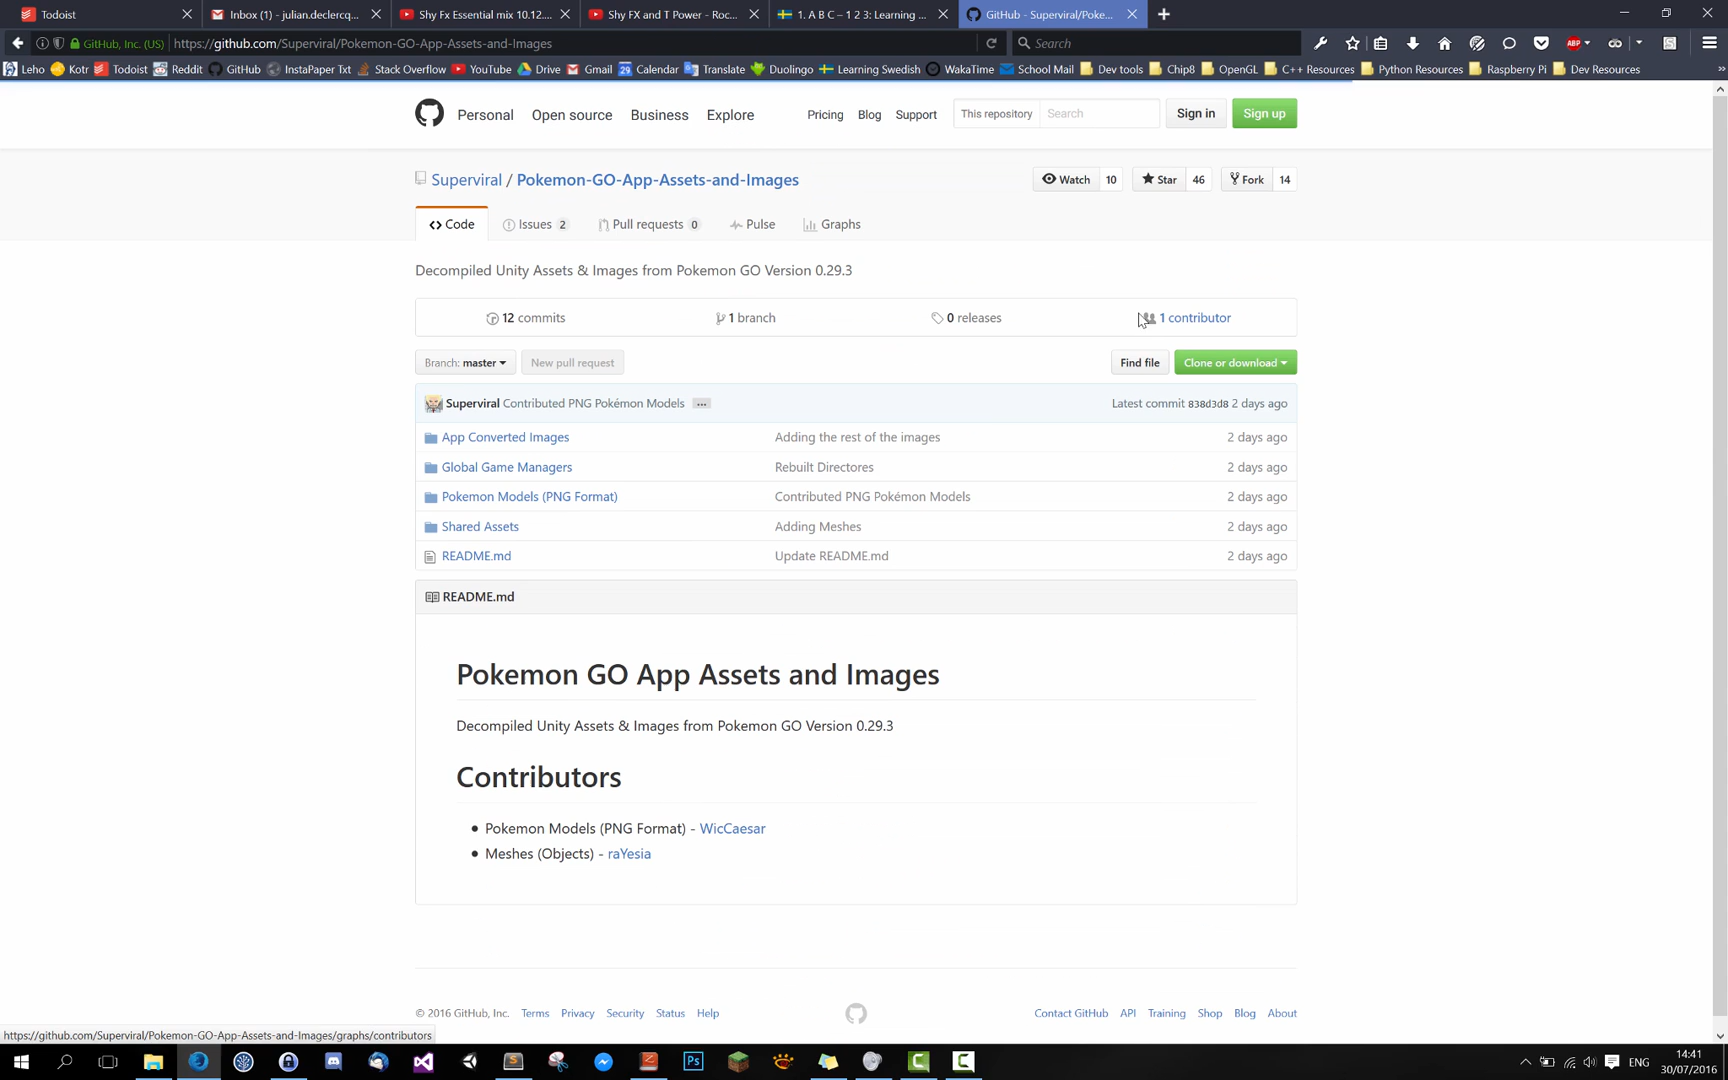 Todoist
Inbox (1) - julian.declercq...
Shy Fx Essential mix 10.12....
Shy FX and T Power - Roc...
1. A B C – 1 2 3: Learning ...
GitHub - Superviral/Poke...
GitHub, Inc. (US)
https://github.com/Superviral/Pokemon-GO-App-Assets-and-Images
Search
ABP
Leho
Kotr
Todoist
Reddit
GitHub
InstaPaper Txt
Stack Overflow
YouTube
Drive
Gmail
Calendar
Translate
Duolingo
Learning Swedish
WakaTime
School Mail
Dev tools
Chip8
OpenGL
C++ Resources
Python Resources
Raspberry Pi
Dev Resources
Personal
Open source
Business
Explore
Pricing
Blog
Support
This repository
Search
Sign in
Sign up
Superviral / Pokemon-GO-App-Assets-and-Images
Watch 10
Star 46
Fork 14
Code
Issues 2
Pull requests 0
Pulse
Graphs
Decompiled Unity Assets & Images from Pokemon GO Version 0.29.3
12 commits
1 branch
0 releases
1 contributor
Branch: master
New pull request
Find file
Clone or download
Superviral Contributed PNG Pokémon Models ...
Latest commit 838d3d8 2 days ago
App Converted Images
Adding the rest of the images
2 days ago
Global Game Managers
Rebuilt Directores
2 days ago
Pokemon Models (PNG Format)
Contributed PNG Pokémon Models
2 days ago
Shared Assets
Adding Meshes
2 days ago
README.md
Update README.md
2 days ago
README.md
Pokemon GO App Assets and Images
Decompiled Unity Assets & Images from Pokemon GO Version 0.29.3
Contributors
Pokemon Models (PNG Format) - WicCaesar
Meshes (Objects) - raYesia
© 2016 GitHub, Inc.
Terms
Privacy
Security
Status
Help
Contact GitHub
API
Training
Shop
Blog
About
https://github.com/Superviral/Pokemon-GO-App-Assets-and-Images/graphs/contributors
Ps
ENG
14:41
30/07/2016